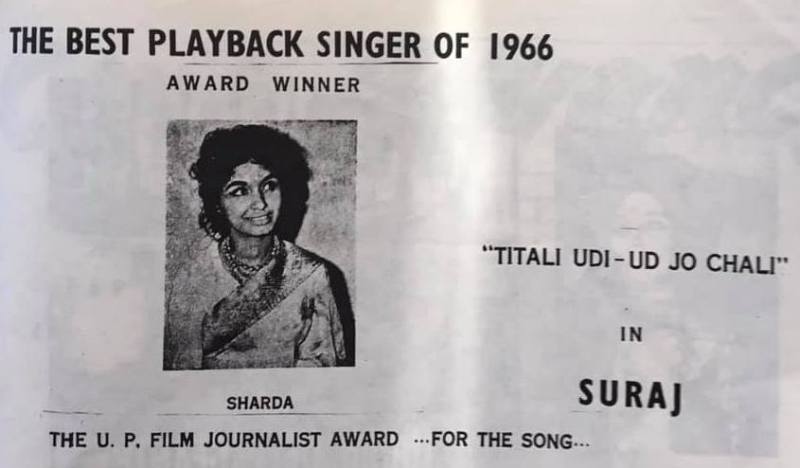 THE BEST PLAYBACK SINGER OF 1966
AWARD WINNER
"TITALI UDI-UD JO CHALI"
IN
SURAJ
SHARDA
THE U. P. FILM JOURNALIST AWARD ...FOR THE SONG...